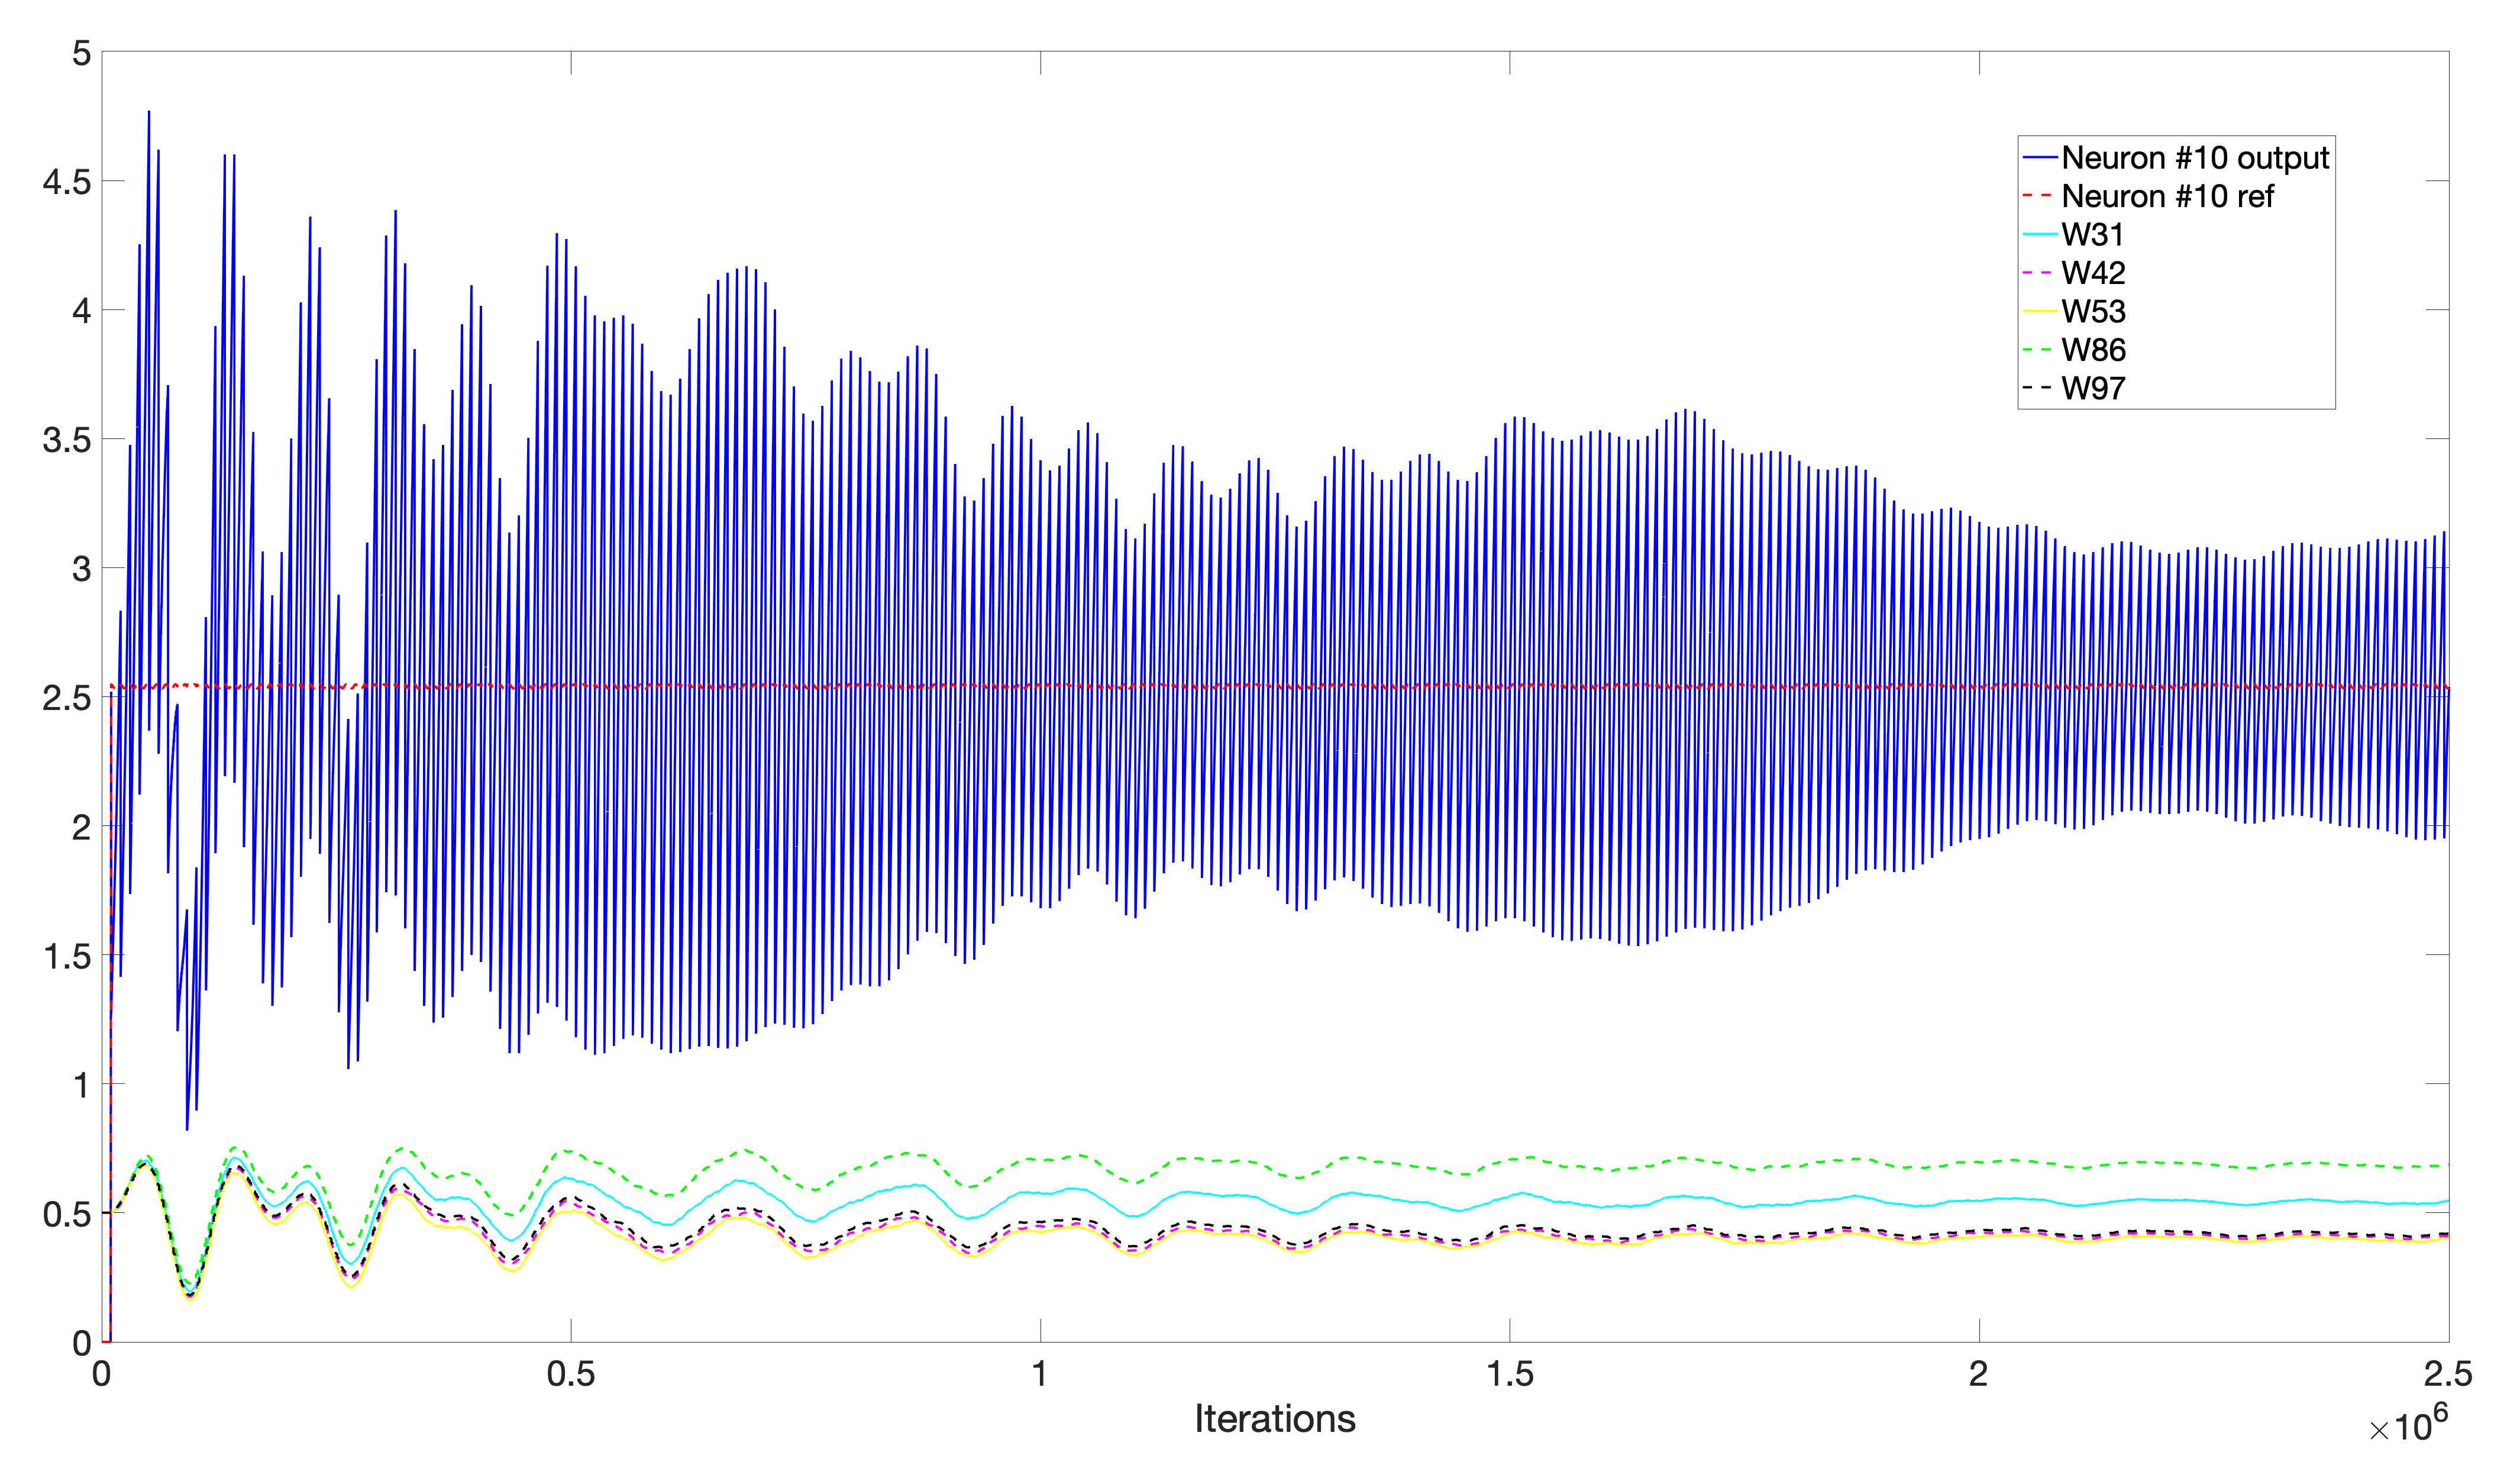 5
4.5
4
3.5
3
2.5
2
1.5
1
0.5
0
0 0.5 1 1.5 2 2.5
Iterations
×10^6
Neuron #10 output
Neuron #10 ref
W31
W42
W53
W86
W97